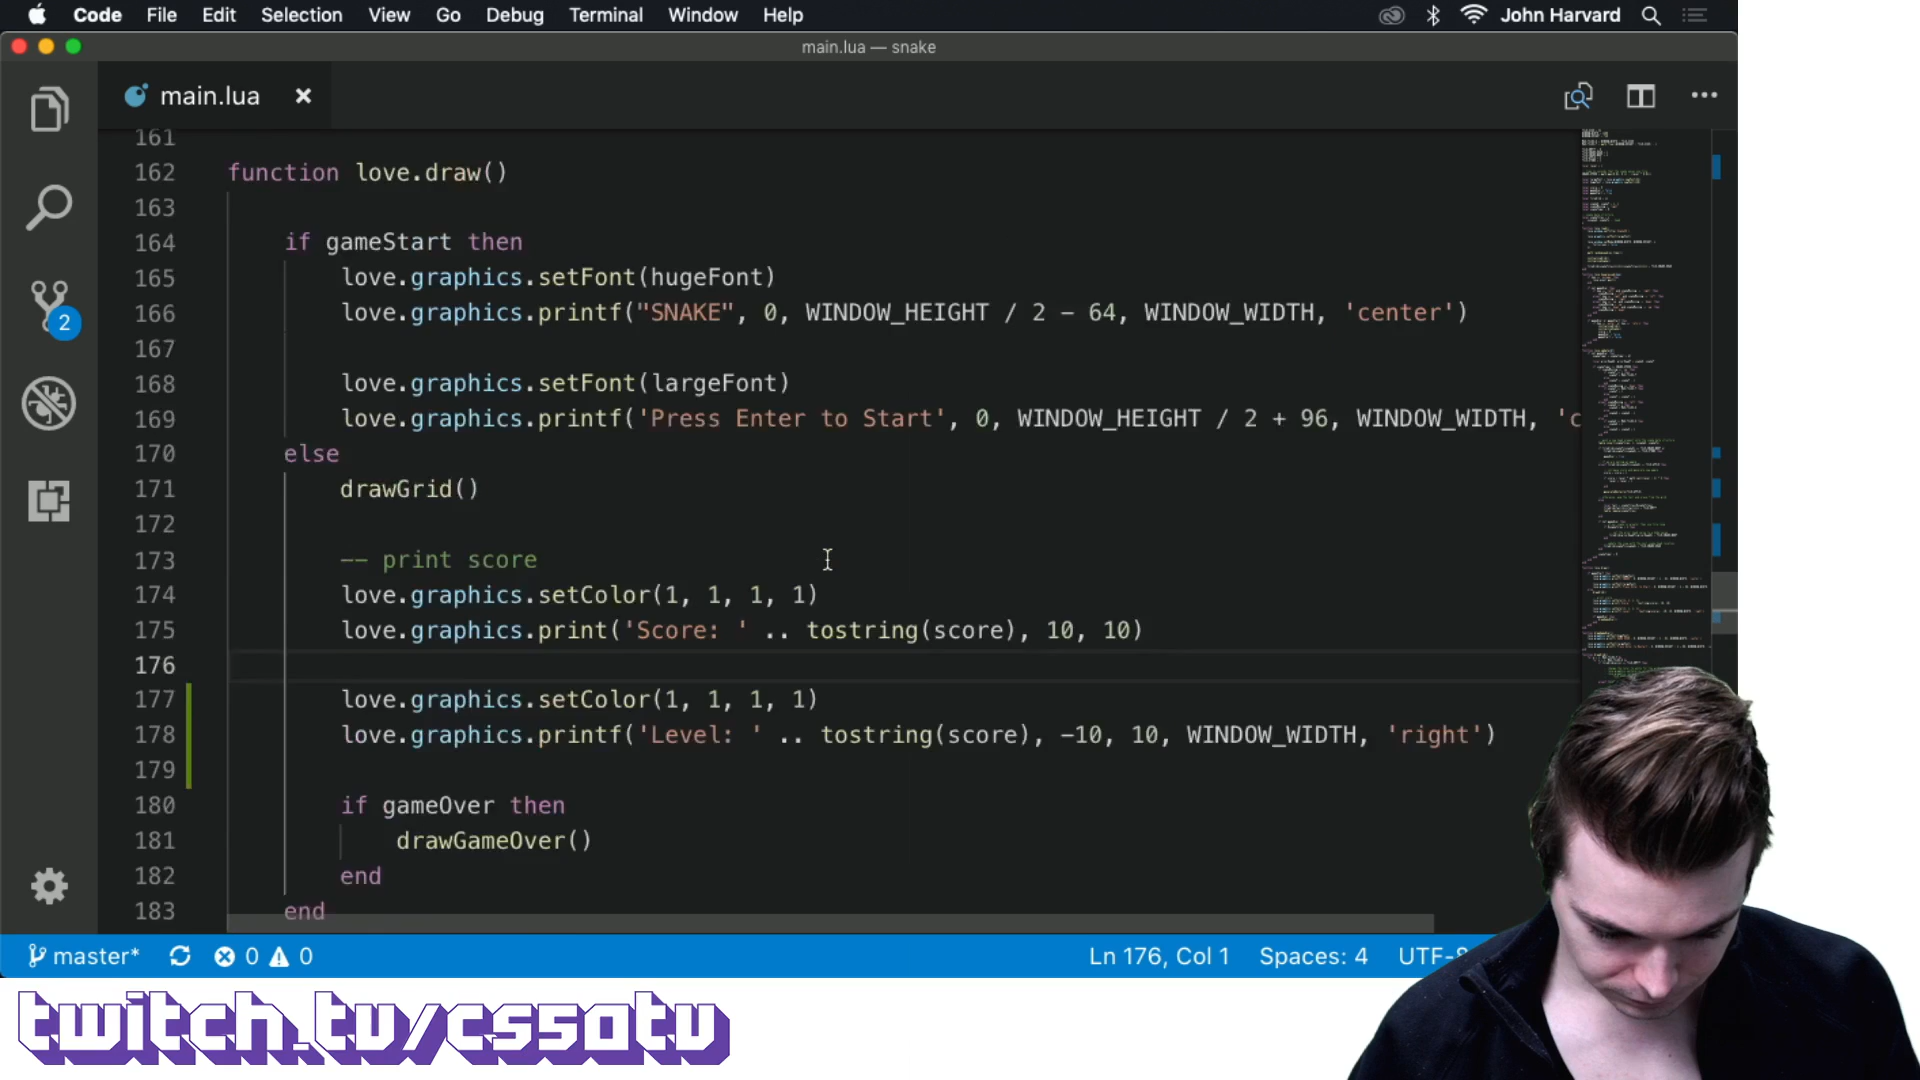 Code File Edit Selection View Go Debug Terminal Window Help John Harvard
main.lua — snake
main.lua
161
162 function love.draw()
163
164 if gameStart then
165 love.graphics.setFont(hugeFont)
166 love.graphics.printf("SNAKE", 0, WINDOW_HEIGHT / 2 - 64, WINDOW_WIDTH, 'center')
167
168 love.graphics.setFont(largeFont)
169 love.graphics.printf('Press Enter to Start', 0, WINDOW_HEIGHT / 2 + 96, WINDOW_WIDTH, 'c
170 else
171 drawGrid()
172
173 -- print score
174 love.graphics.setColor(1, 1, 1, 1)
175 love.graphics.print('Score: ' .. tostring(score), 10, 10)
176
177 love.graphics.setColor(1, 1, 1, 1)
178 love.graphics.printf('Level: ' .. tostring(score), -10, 10, WINDOW_WIDTH, 'right')
179
180 if gameOver then
181 drawGameOver()
182 end
183 end
2
master* 0 0 Ln 176, Col 1 Spaces: 4 UTF-8
twitch.tv/cs50tv